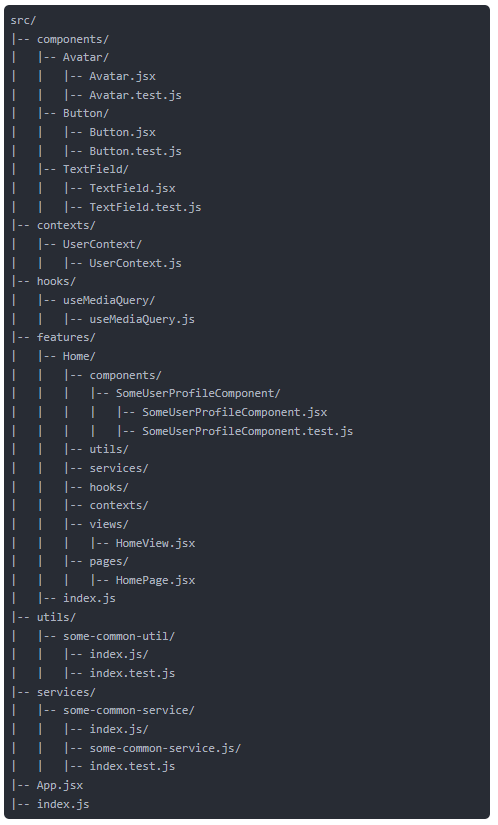 src/
|-- components/
|   |-- Avatar/
|   |   |-- Avatar.jsx
|   |   |-- Avatar.test.js
|   |-- Button/
|   |   |-- Button.jsx
|   |   |-- Button.test.js
|   |-- TextField/
|   |   |-- TextField.jsx
|   |   |-- TextField.test.js
|-- contexts/
|   |-- UserContext/
|   |   |-- UserContext.js
|-- hooks/
|   |-- useMediaQuery/
|   |   |-- useMediaQuery.js
|-- features/
|   |-- Home/
|   |   |-- components/
|   |   |   |-- SomeUserProfileComponent/
|   |   |   |   |-- SomeUserProfileComponent.jsx
|   |   |   |   |-- SomeUserProfileComponent.test.js
|   |   |-- utils/
|   |   |-- services/
|   |   |-- hooks/
|   |   |-- contexts/
|   |   |-- views/
|   |   |   |-- HomeView.jsx
|   |   |-- pages/
|   |   |   |-- HomePage.jsx
|   |-- index.js
|-- utils/
|   |-- some-common-util/
|   |   |-- index.js/
|   |   |-- index.test.js
|-- services/
|   |-- some-common-service/
|   |   |-- index.js/
|   |   |-- some-common-service.js/
|   |   |-- index.test.js
|-- App.jsx
|-- index.js